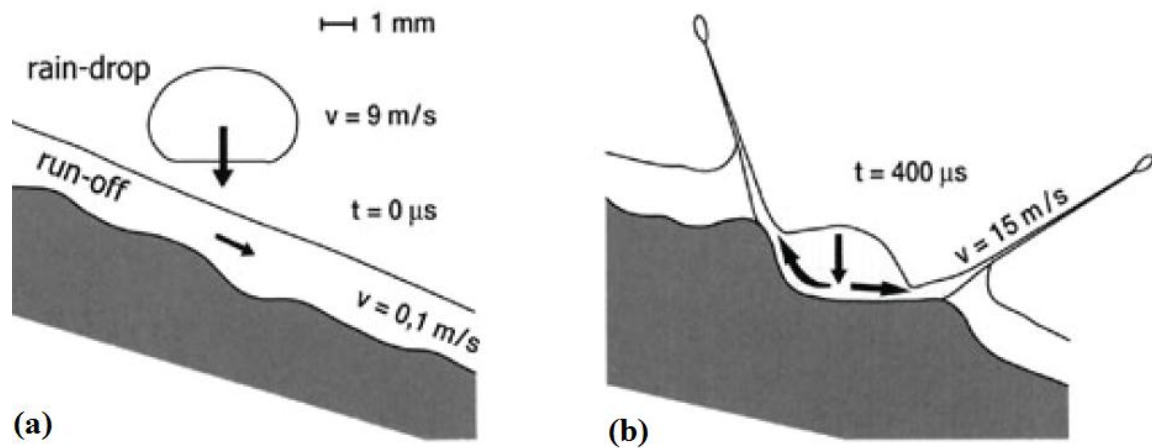 1 mm
rain-drop
v = 9 m/s
run-off
t = 0 µs
v = 0,1 m/s
(a)
t = 400 µs
v = 15 m/s
(b)